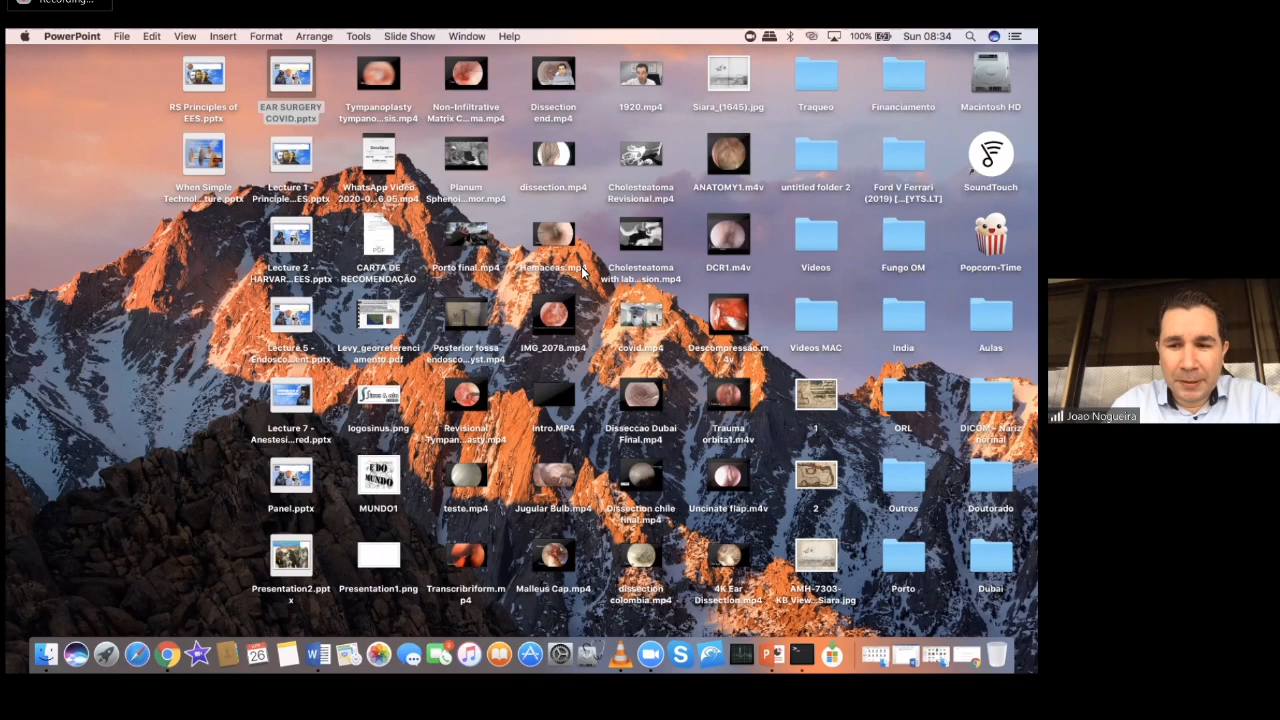 Recording...
PowerPoint File Edit View Insert Format Arrange Tools Slide Show Window Help 100% Sun 08:34
RS Principles of
EES.pptx
EAR SURGERY
COVID.pptx
Tympanoplasty
tympano...sis.mp4
Non-Infiltrative
Matrix C...ma.mp4
Dissection
end.mp4
1920.mp4
Siara_(1645).jpg
Traqueo
Financiamento
Macintosh HD
When Simple
Technol...ture.pptx
Lecture 1 -
Principle...ES.pptx
WhatsApp Video
2020-0...6.05.mp4
Planum
Sphenoi...mor.mp4
dissection.mp4
Cholesteatoma
Revisional.mp4
ANATOMY1.m4v
untitled folder 2
Ford V Ferrari
(2019) [...[YTS.LT]
SoundTouch
Lecture 2 -
HARVAR...EES.pptx
CARTA DE
RECOMENDAÇÃO
PDF
Porto final.mp4
Hemaceas.mp4
Cholesteatoma
with lab...sion.mp4
DCR1.m4v
Videos
Fungo OM
Popcorn-Time
Lecture 5 -
Endosco...ent.pptx
Levy_georreferenci
amento.pdf
Posterior fossa
endosco...yst.mp4
IMG_2078.mp4
covid.mp4
Descompressão.m
4v
Videos MAC
India
Aulas
Lecture 7 -
Anestesi...red.pptx
logosinus.png
Revisional
Tympan...asty.mp4
Intro.MP4
Disseccao Dubai
Final.mp4
Trauma
orbita1.m4v
1
ORL
DICOM - Nariz
normal
Panel.pptx
E DO
MUNDO
MUNDO1
teste.mp4
Jugular Bulb.mp4
Dissection chile
final.mp4
Uncinate flap.m4v
2
Outros
Doutorado
Presentation2.ppt
x
Presentation1.png
Transcribriform.m
p4
Malleus Cap.mp4
dissection
colombia.mp4
4K Ear
Dissection.mp4
AMH-7303-
KB_View...Siara.jpg
Porto
Dubai
26
Joao Nogueira